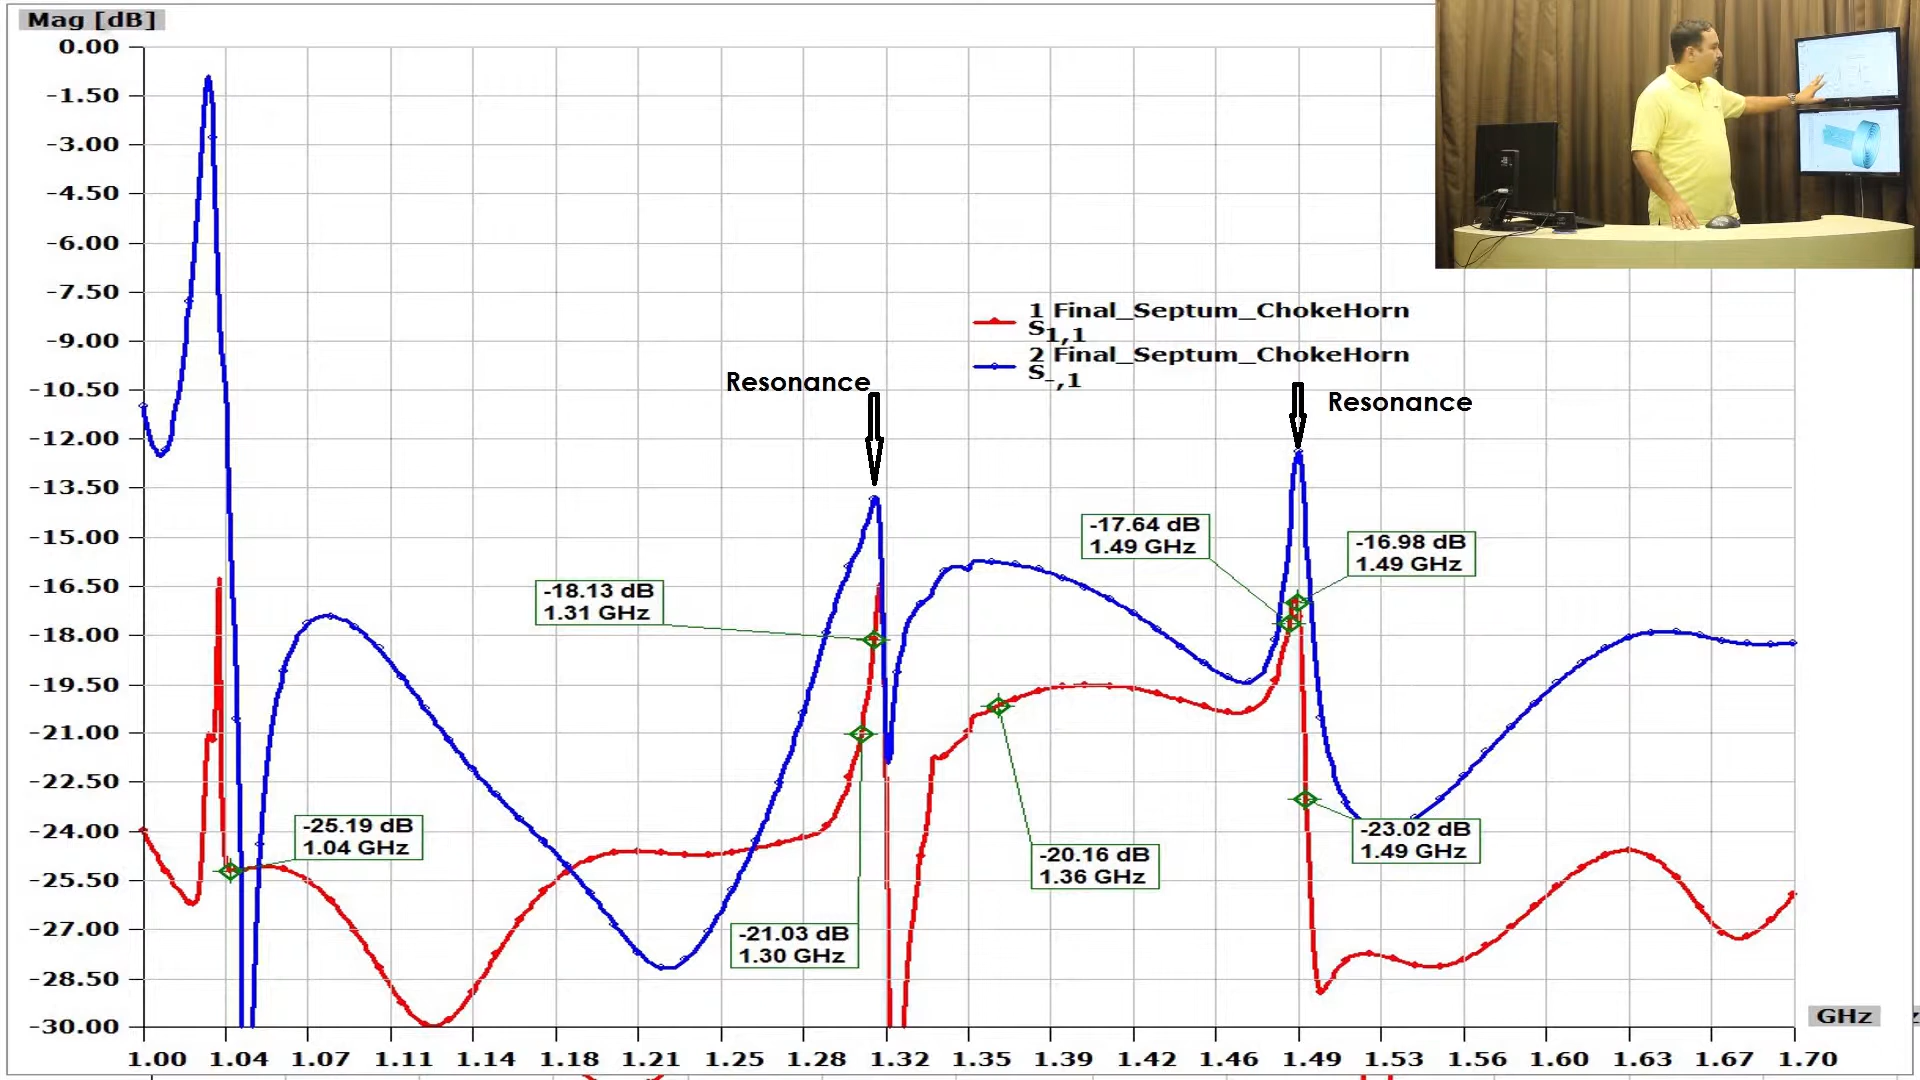 Mag [dB]
0.00
-1.50
-3.00
-4.50
-6.00
-7.50
-9.00
-10.50
-12.00
-13.50
-15.00
-16.50
-18.00
-19.50
-21.00
-22.50
-24.00
-25.50
-27.00
-28.50
-30.00
1 Final_Septum_ChokeHorn
S1,1
2 Final_Septum_ChokeHorn
S-,1
Resonance
Resonance
-17.64 dB
1.49 GHz
-16.98 dB
1.49 GHz
-18.13 dB
1.31 GHz
-25.19 dB
1.04 GHz
-23.02 dB
1.49 GHz
-20.16 dB
1.36 GHz
-21.03 dB
1.30 GHz
GHz
1.00 1.04 1.07 1.11 1.14 1.18 1.21 1.25 1.28 1.32 1.35 1.39 1.42 1.46 1.49 1.53 1.56 1.60 1.63 1.67 1.70